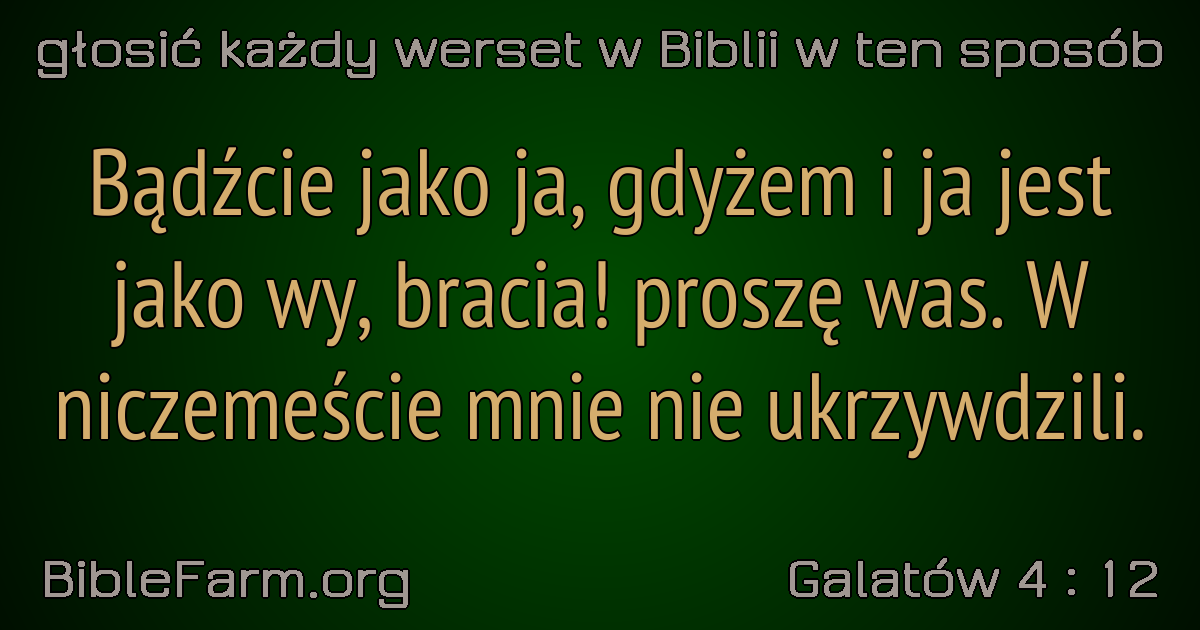 głosić każdy werset w Biblii w ten sposób
Bądźcie jako ja, gdyżem i ja jest
jako wy, bracia! proszę was. W
niczemeście mnie nie ukrzywdzili.
BibleFarm.org
Galatów 4 : 12